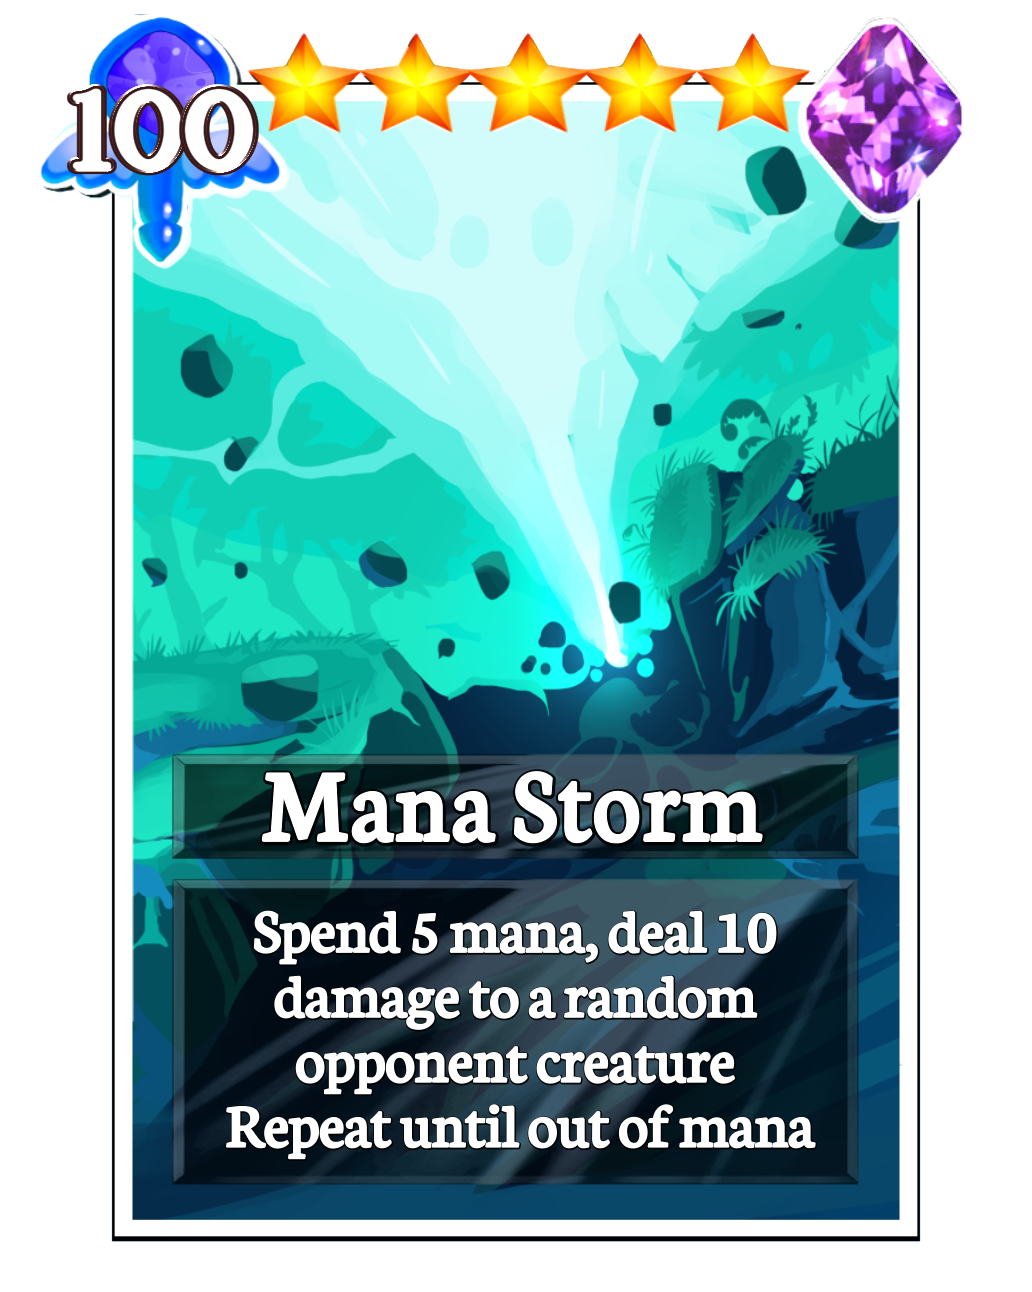 100
Mana Storm
Spend 5 mana, deal 10
damage to a random
opponent creature
Repeat until out of mana